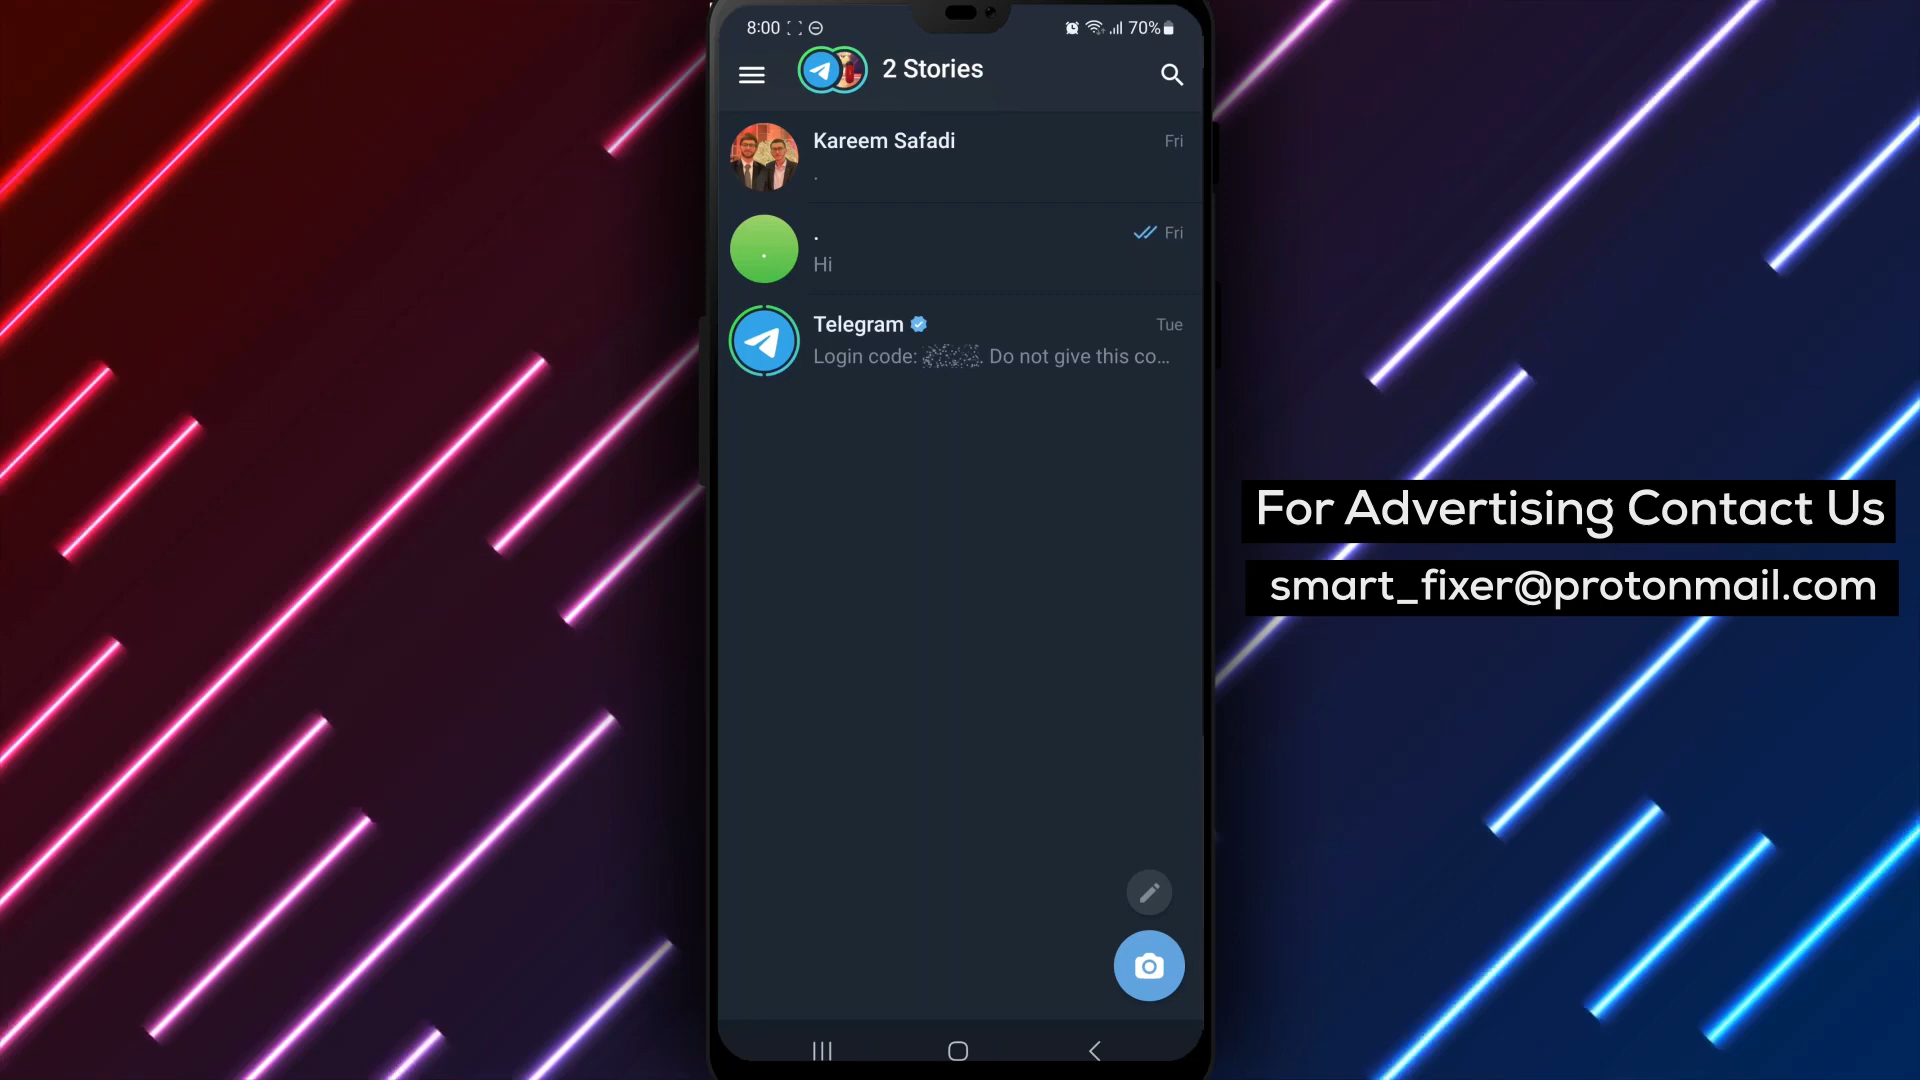 8:00
70%
2 Stories
Kareem Safadi
Fri
.
.
Fri
Hi
Telegram
Tue
Login code: . Do not give this co...
For Advertising Contact Us
smart_fixer@protonmail.com